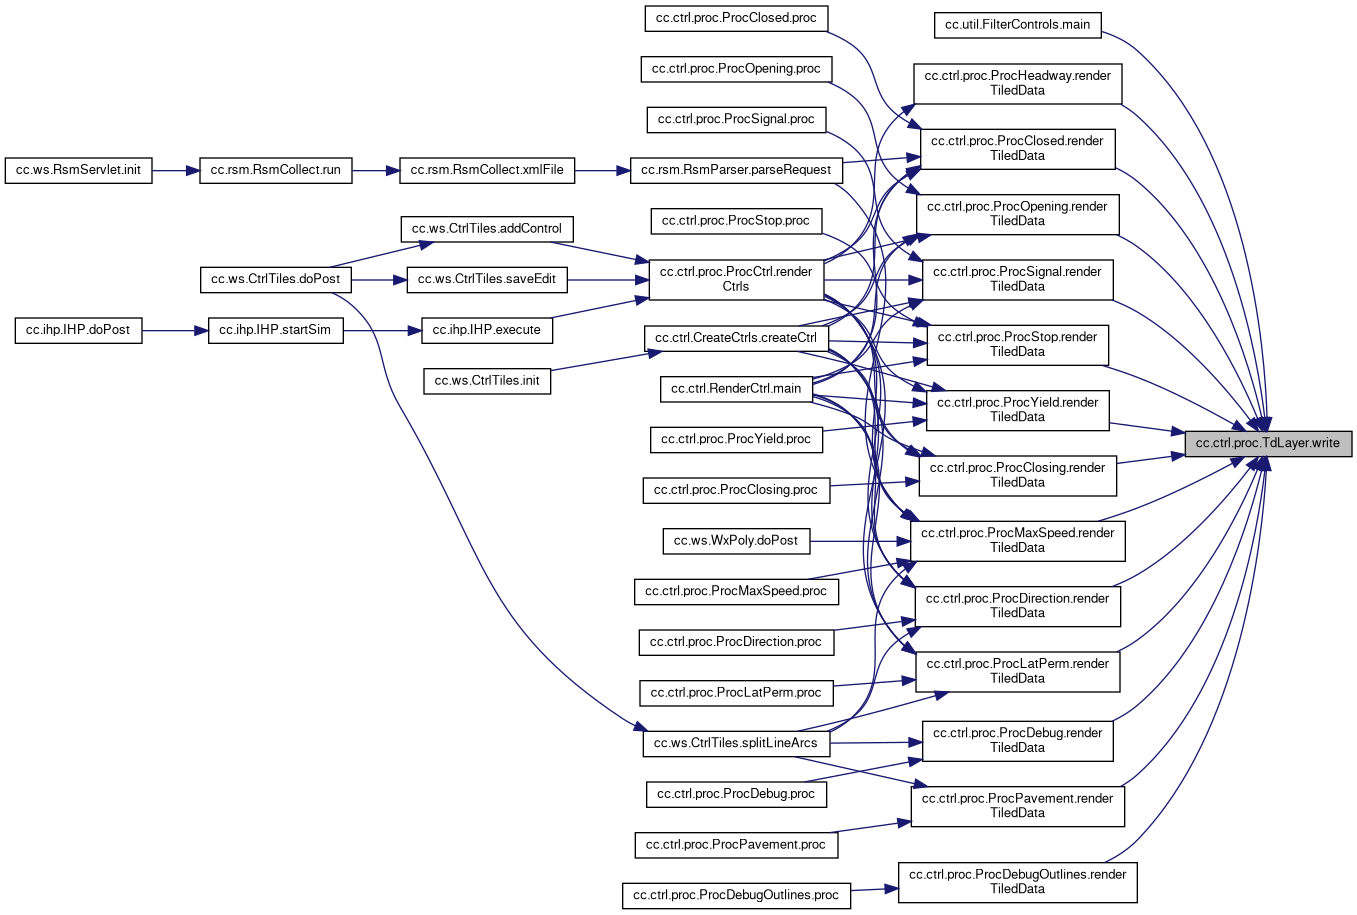 cc.ws.RsmServlet.init
cc.ihp.IHP.doPost
cc.rsm.RsmCollect.run
cc.ws.CtrlTiles.doPost
cc.ihp.IHP.startSim
cc.rsm.RsmCollect.xmlFile
cc.ws.CtrlTiles.addControl
cc.ws.CtrlTiles.saveEdit
cc.ihp.IHP.execute
cc.ws.CtrlTiles.init
cc.ctrl.proc.ProcClosed.proc
cc.ctrl.proc.ProcOpening.proc
cc.ctrl.proc.ProcSignal.proc
cc.rsm.RsmParser.parseRequest
cc.ctrl.proc.ProcStop.proc
cc.ctrl.proc.ProcCtrl.render
Ctrls
cc.ctrl.CreateCtrls.createCtrl
cc.ctrl.RenderCtrl.main
cc.ctrl.proc.ProcYield.proc
cc.ctrl.proc.ProcClosing.proc
cc.ws.WxPoly.doPost
cc.ctrl.proc.ProcMaxSpeed.proc
cc.ctrl.proc.ProcDirection.proc
cc.ctrl.proc.ProcLatPerm.proc
cc.ws.CtrlTiles.splitLineArcs
cc.ctrl.proc.ProcDebug.proc
cc.ctrl.proc.ProcPavement.proc
cc.ctrl.proc.ProcDebugOutlines.proc
cc.util.FilterControls.main
cc.ctrl.proc.ProcHeadway.render
TiledData
cc.ctrl.proc.ProcClosed.render
TiledData
cc.ctrl.proc.ProcOpening.render
TiledData
cc.ctrl.proc.ProcSignal.render
TiledData
cc.ctrl.proc.ProcStop.render
TiledData
cc.ctrl.proc.ProcYield.render
TiledData
cc.ctrl.proc.ProcClosing.render
TiledData
cc.ctrl.proc.ProcMaxSpeed.render
TiledData
cc.ctrl.proc.ProcDirection.render
TiledData
cc.ctrl.proc.ProcLatPerm.render
TiledData
cc.ctrl.proc.ProcDebug.render
TiledData
cc.ctrl.proc.ProcPavement.render
TiledData
cc.ctrl.proc.ProcDebugOutlines.render
TiledData
cc.ctrl.proc.TdLayer.write